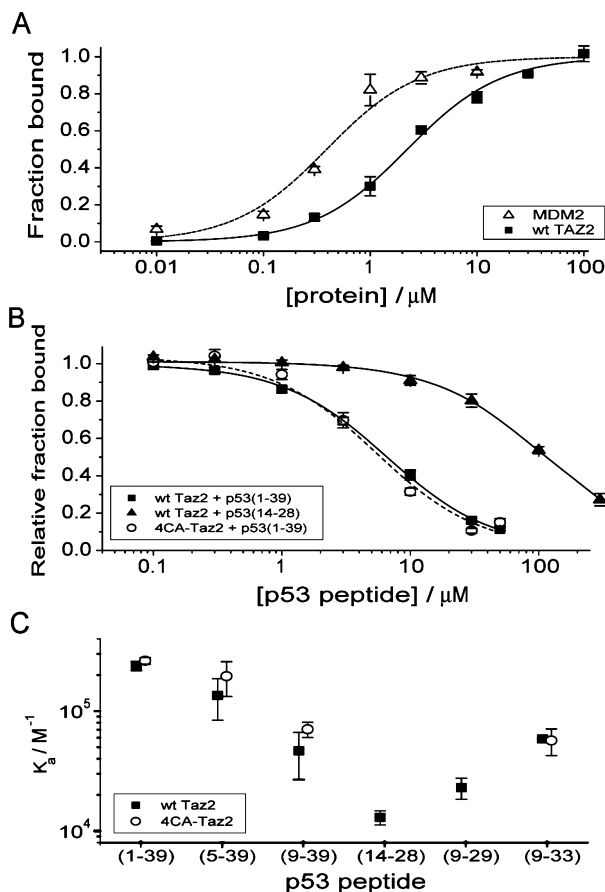 A
Fraction bound
1.0
0.8
0.6
0.4
0.2
0.0
MDM2
wt TAZ2
0.01 0.1 1 10 100
[protein] / μM
B
Relative fraction bound
1.0
0.8
0.6
0.4
0.2
0.0
wt Taz2 + p53(1-39)
wt Taz2 + p53(14-28)
4CA-Taz2 + p53(1-39)
0.1 1 10 100
[p53 peptide] / μM
C
Ka / M-1
10^5
10^4
wt Taz2
4CA-Taz2
(1-39) (5-39) (9-39) (14-28) (9-29) (9-33)
p53 peptide